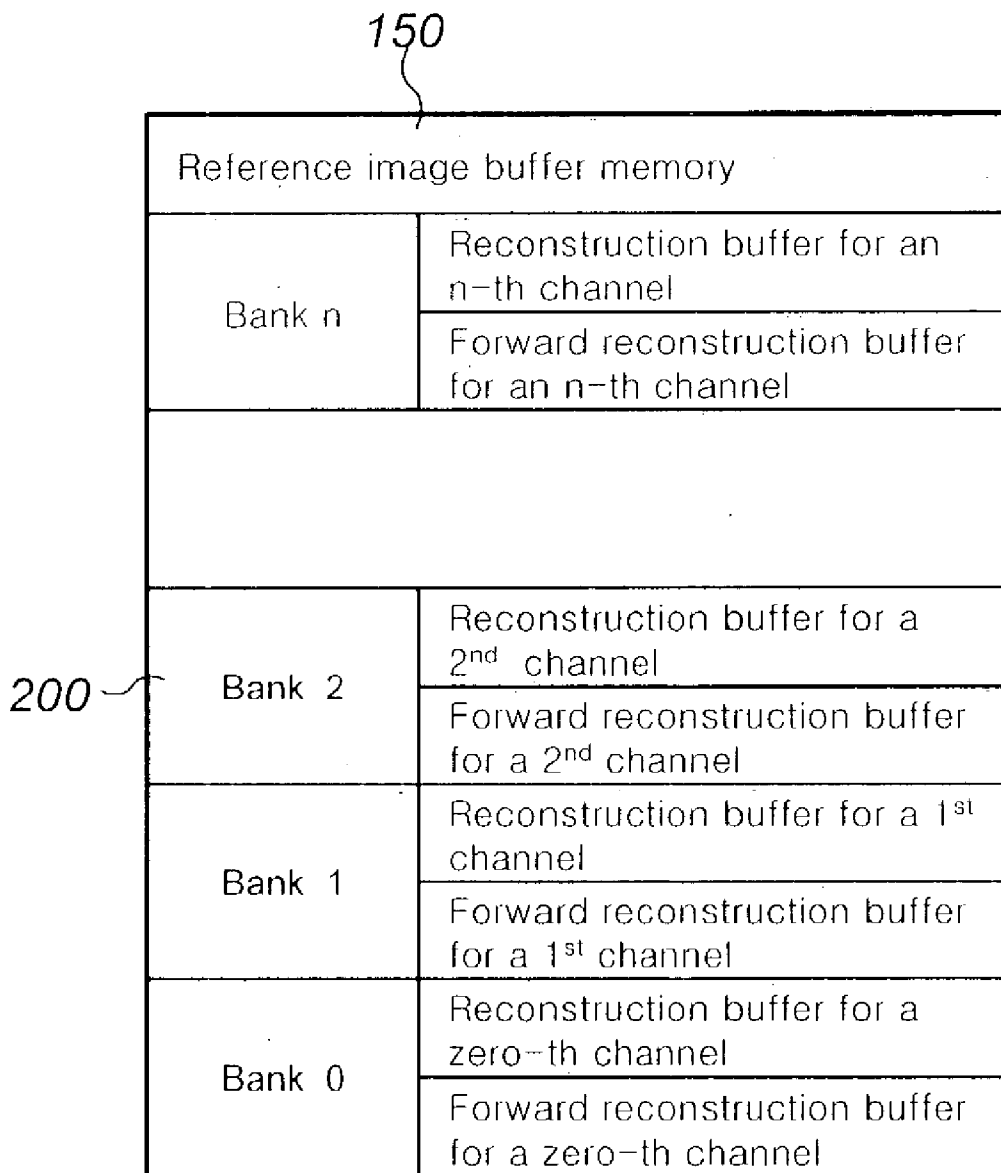 150
Reference image buffer memory
Bank n
Reconstruction buffer for an
n-th channel
Forward reconstruction buffer
for an n-th channel
200
Bank 2
Reconstruction buffer for a
2nd channel
Forward reconstruction buffer
for a 2nd channel
Bank 1
Reconstruction buffer for a 1st
channel
Forward reconstruction buffer
for a 1st channel
Bank 0
Reconstruction buffer for a
zero-th channel
Forward reconstruction buffer
for a zero-th channel